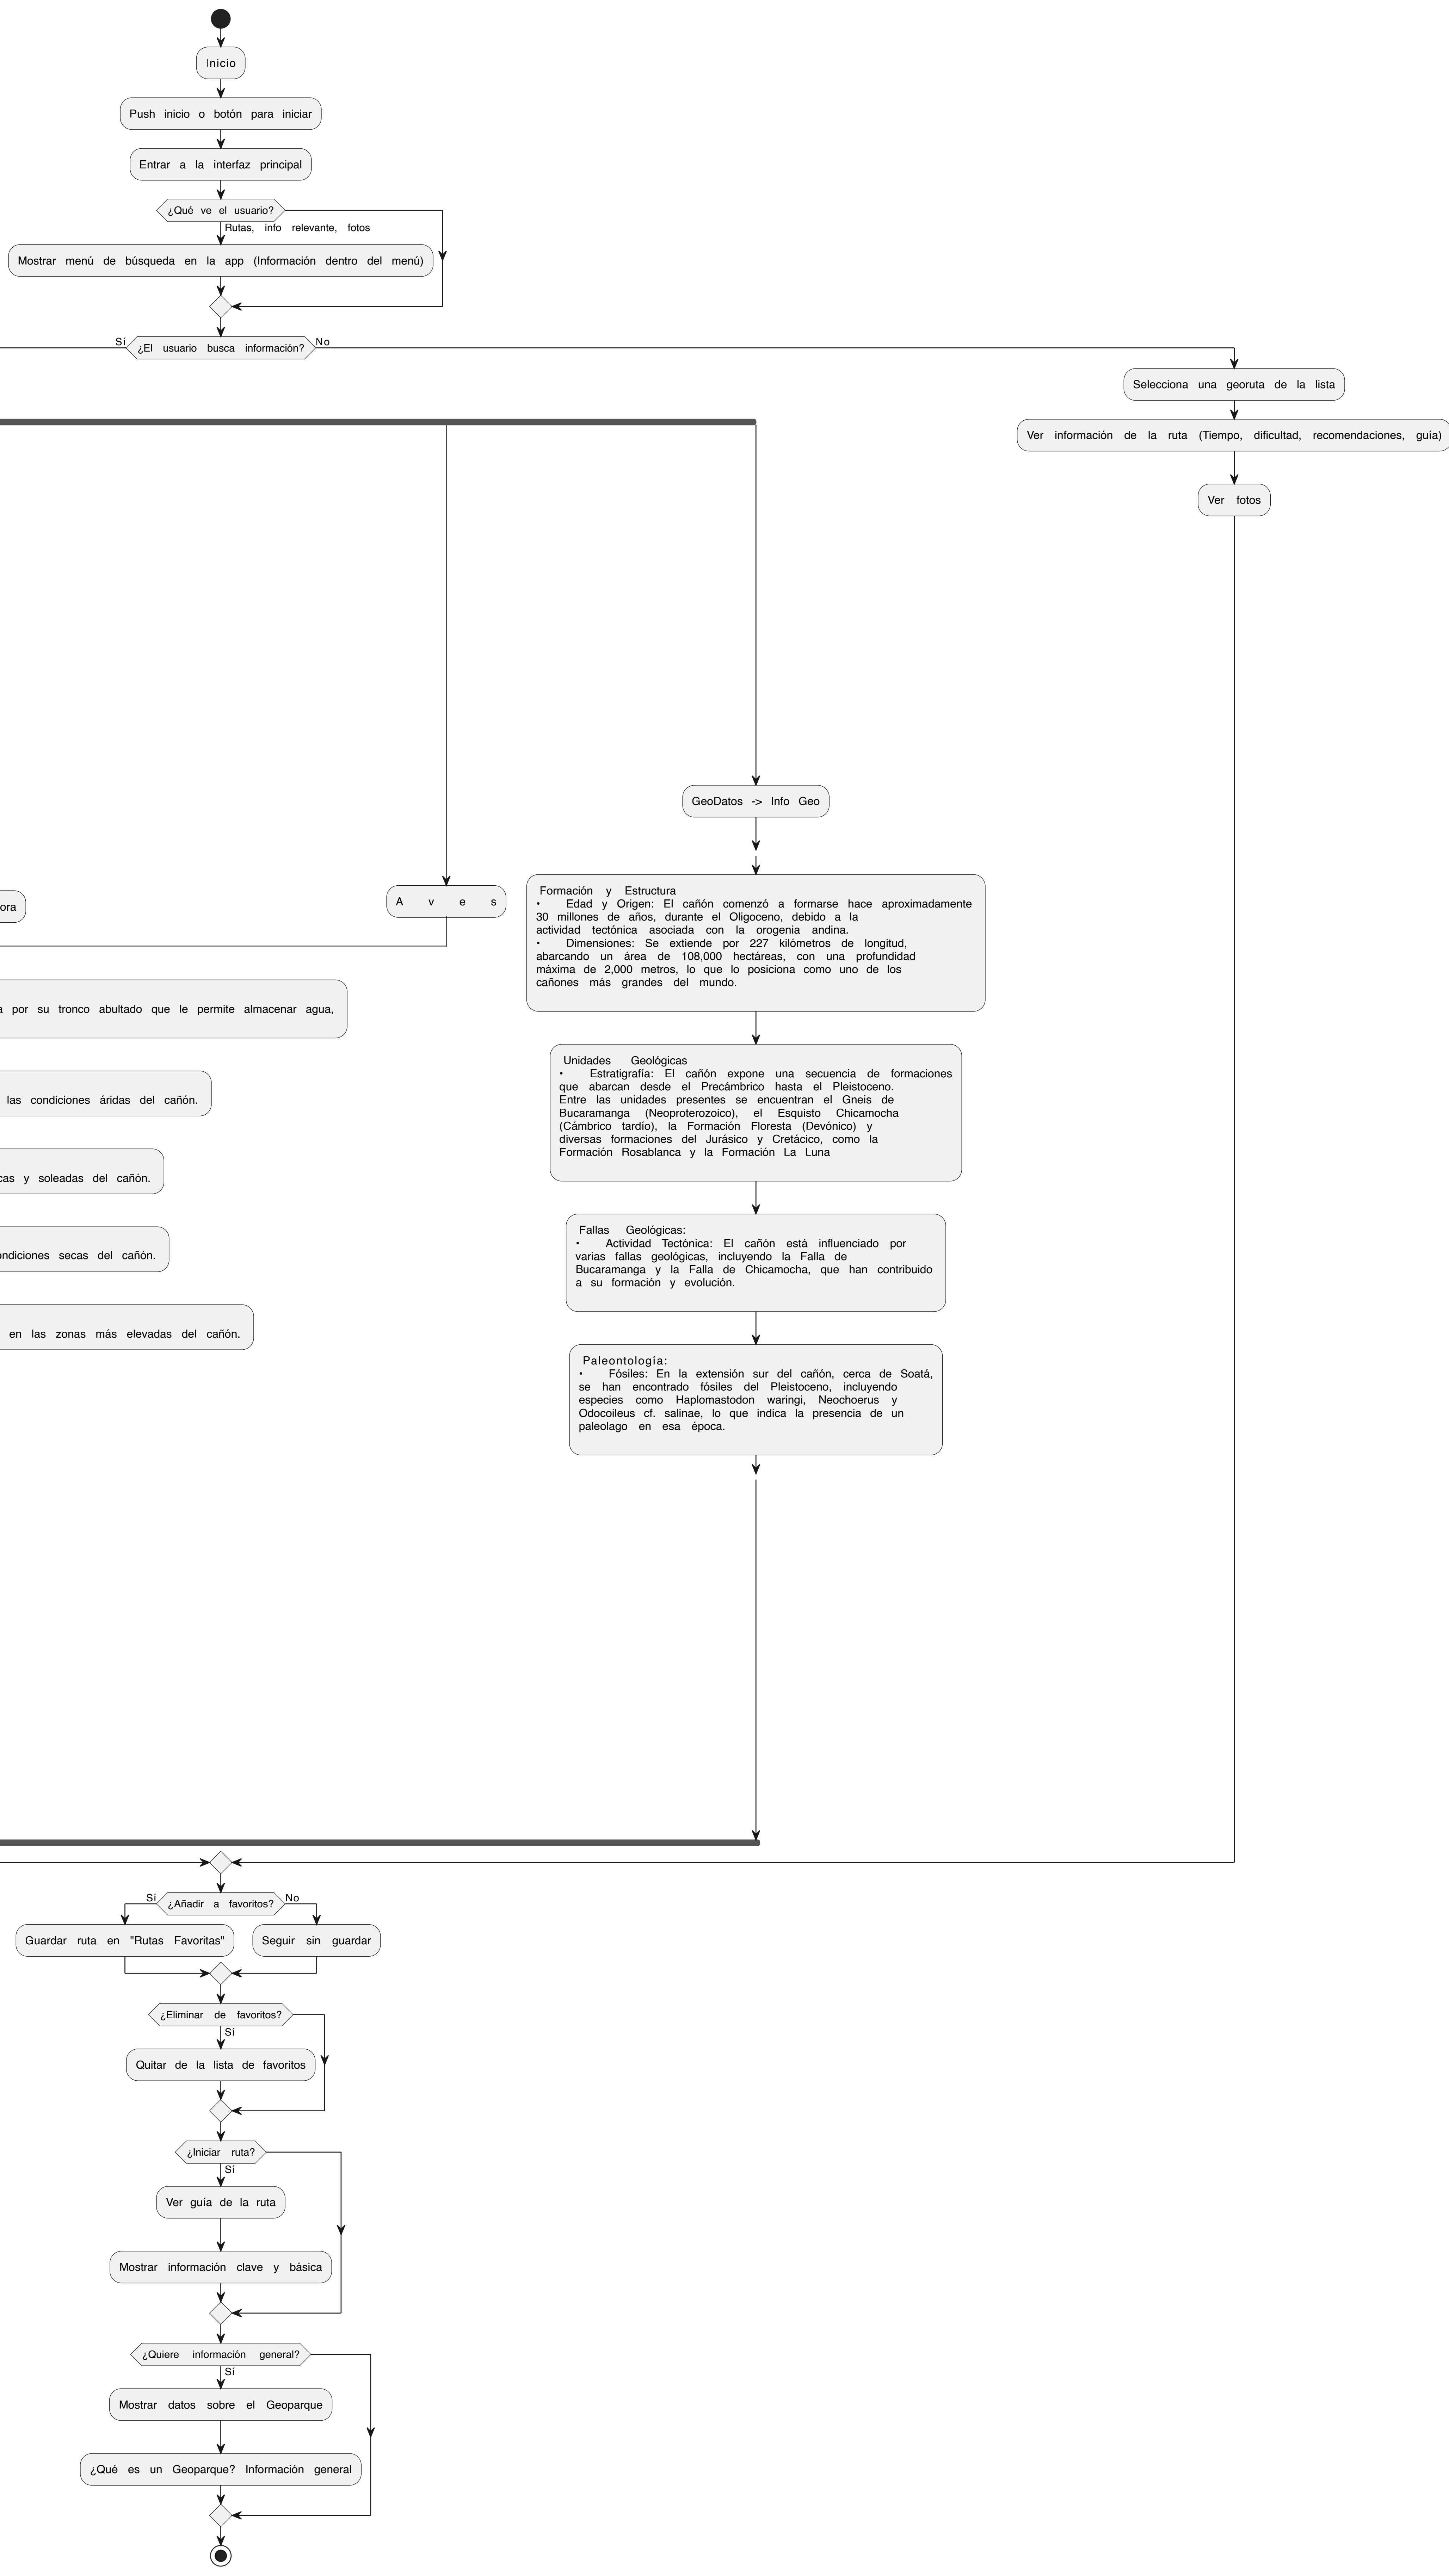 Inicio
Push inicio o botón para iniciar
Entrar a la interfaz principal
¿Qué ve el usuario?
Rutas, info relevante, fotos
Mostrar menú de búsqueda en la app (Información dentro del menú)
Sí
¿El usuario busca información?
No
Selecciona una georuta de la lista
Ver información de la ruta (Tiempo, dificultad, recomendaciones, guía)
Ver fotos
GeoDatos -> Info Geo
ora
A v e s
Formación y Estructura
• Edad y Origen: El cañón comenzó a formarse hace aproximadamente
30 millones de años, durante el Oligoceno, debido a la
actividad tectónica asociada con la orogenia andina.
• Dimensiones: Se extiende por 227 kilómetros de longitud,
abarcando un área de 108,000 hectáreas, con una profundidad
máxima de 2,000 metros, lo que lo posiciona como uno de los
cañones más grandes del mundo.
a por su tronco abultado que le permite almacenar agua,
las condiciones áridas del cañón.
cas y soleadas del cañón.
ondiciones secas del cañón.
en las zonas más elevadas del cañón.
Unidades Geológicas
• Estratigrafía: El cañón expone una secuencia de formaciones
que abarcan desde el Precámbrico hasta el Pleistoceno.
Entre las unidades presentes se encuentran el Gneis de
Bucaramanga (Neoproterozoico), el Esquisto Chicamocha
(Cámbrico tardío), la Formación Floresta (Devónico) y
diversas formaciones del Jurásico y Cretácico, como la
Formación Rosablanca y la Formación La Luna
Fallas Geológicas:
• Actividad Tectónica: El cañón está influenciado por
varias fallas geológicas, incluyendo la Falla de
Bucaramanga y la Falla de Chicamocha, que han contribuido
a su formación y evolución.
Paleontología:
• Fósiles: En la extensión sur del cañón, cerca de Soatá,
se han encontrado fósiles del Pleistoceno, incluyendo
especies como Haplomastodon waringi, Neochoerus y
Odocoileus cf. salinae, lo que indica la presencia de un
paleolago en esa época.
Sí
¿Añadir a favoritos?
No
Guardar ruta en "Rutas Favoritas"
Seguir sin guardar
¿Eliminar de favoritos?
Sí
Quitar de la lista de favoritos
¿Iniciar ruta?
Sí
Ver guía de la ruta
Mostrar información clave y básica
¿Quiere información general?
Sí
Mostrar datos sobre el Geoparque
¿Qué es un Geoparque? Información general